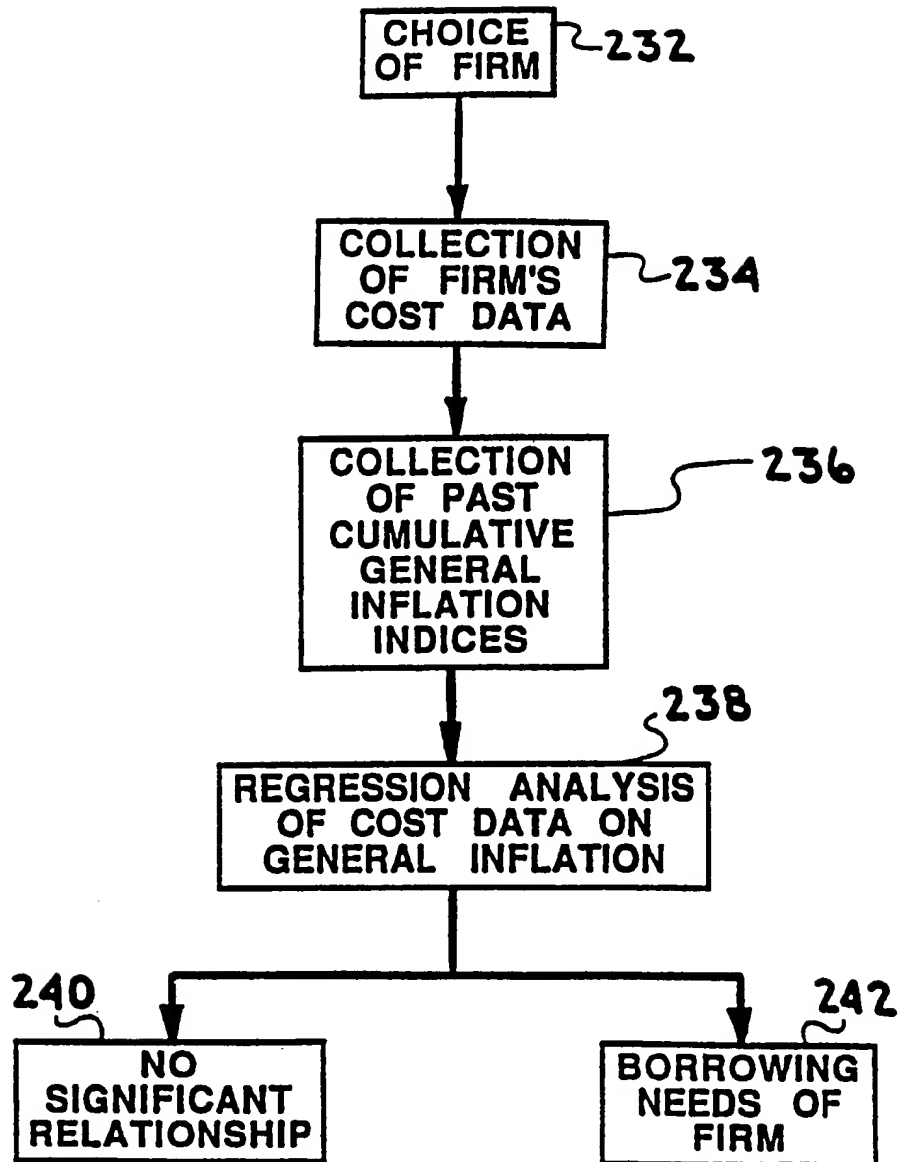 CHOICE
OF FIRM
232
COLLECTION
OF FIRM'S
COST DATA
234
COLLECTION
OF PAST
CUMULATIVE
GENERAL
INFLATION
INDICES
236
238
REGRESSION ANALYSIS
OF COST DATA ON
GENERAL INFLATION
240
NO
SIGNIFICANT
RELATIONSHIP
242
BORROWING
NEEDS OF
FIRM